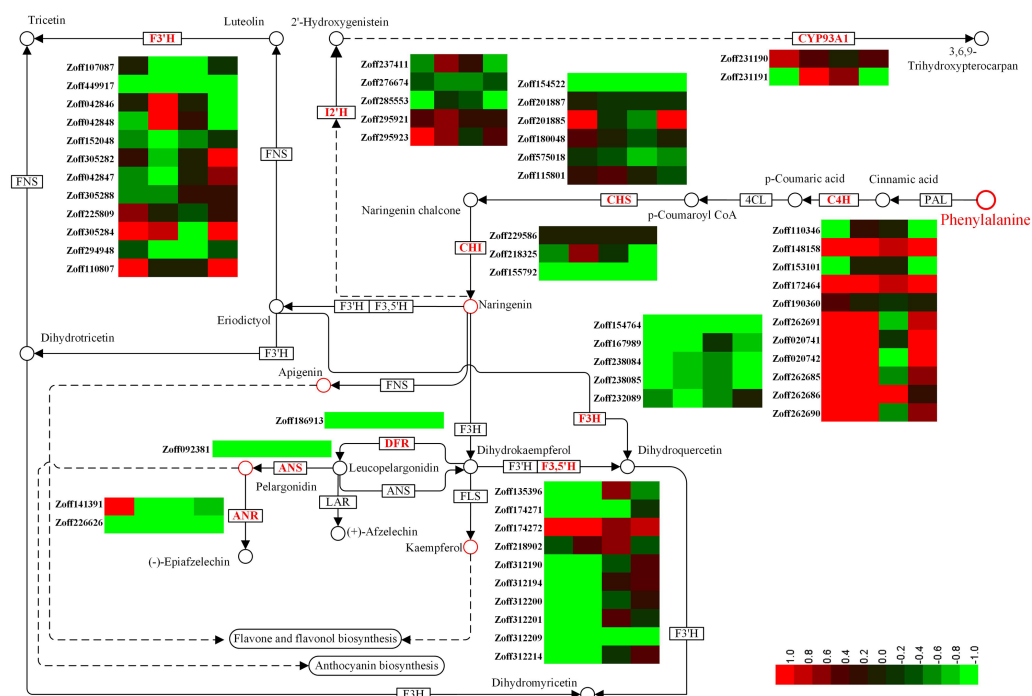 Tricetin
F3'H
Luteolin
2'-Hydroxygenistein
CYP93A1
3,6,9-
Trihydroxypterocarpan
Zoff107087
Zoff449917
Zoff042846
Zoff042848
Zoff152048
Zoff305282
Zoff042847
Zoff305288
Zoff225809
Zoff305284
Zoff294948
Zoff110807
FNS
FNS
I2'H
Zoff237411
Zoff276674
Zoff285553
Zoff295921
Zoff295923
Zoff154522
Zoff201887
Zoff201885
Zoff180048
Zoff575018
Zoff115801
Zoff231190
Zoff231191
Naringenin chalcone
CHS
p-Coumaroyl CoA
4CL
p-Coumaric acid
C4H
Cinnamic acid
PAL
Phenylalanine
CHI
Zoff229586
Zoff218325
Zoff155792
Zoff110346
Zoff148158
Zoff153101
Zoff172464
Zoff190360
Zoff262691
Zoff020741
Zoff020742
Zoff262685
Zoff262686
Zoff262690
Eriodictyol
F3'H
F3,5'H
Naringenin
Dihydrotricetin
F3'H
Apigenin
FNS
Zoff154764
Zoff167989
Zoff238084
Zoff238085
Zoff232089
F3H
F3H
Zoff186913
Zoff092381
DFR
Dihydrokaempferol
Dihydroquercetin
ANS
Leucopelargonidin
F3'H
F3,5'H
Pelargonidin
ANS
LAR
FLS
Zoff141391
Zoff226626
ANR
(+)-Afzelechin
Kaempferol
(-)-Epiafzelechin
Zoff135396
Zoff174271
Zoff174272
Zoff218902
Zoff312190
Zoff312194
Zoff312200
Zoff312201
Zoff312209
Zoff312214
F3'H
Flavone and flavonol biosynthesis
Anthocyanin biosynthesis
F3H
Dihydromyricetin
1.0
0.8
0.6
0.4
0.2
0.0
-0.2
-0.4
-0.6
-0.8
-1.0